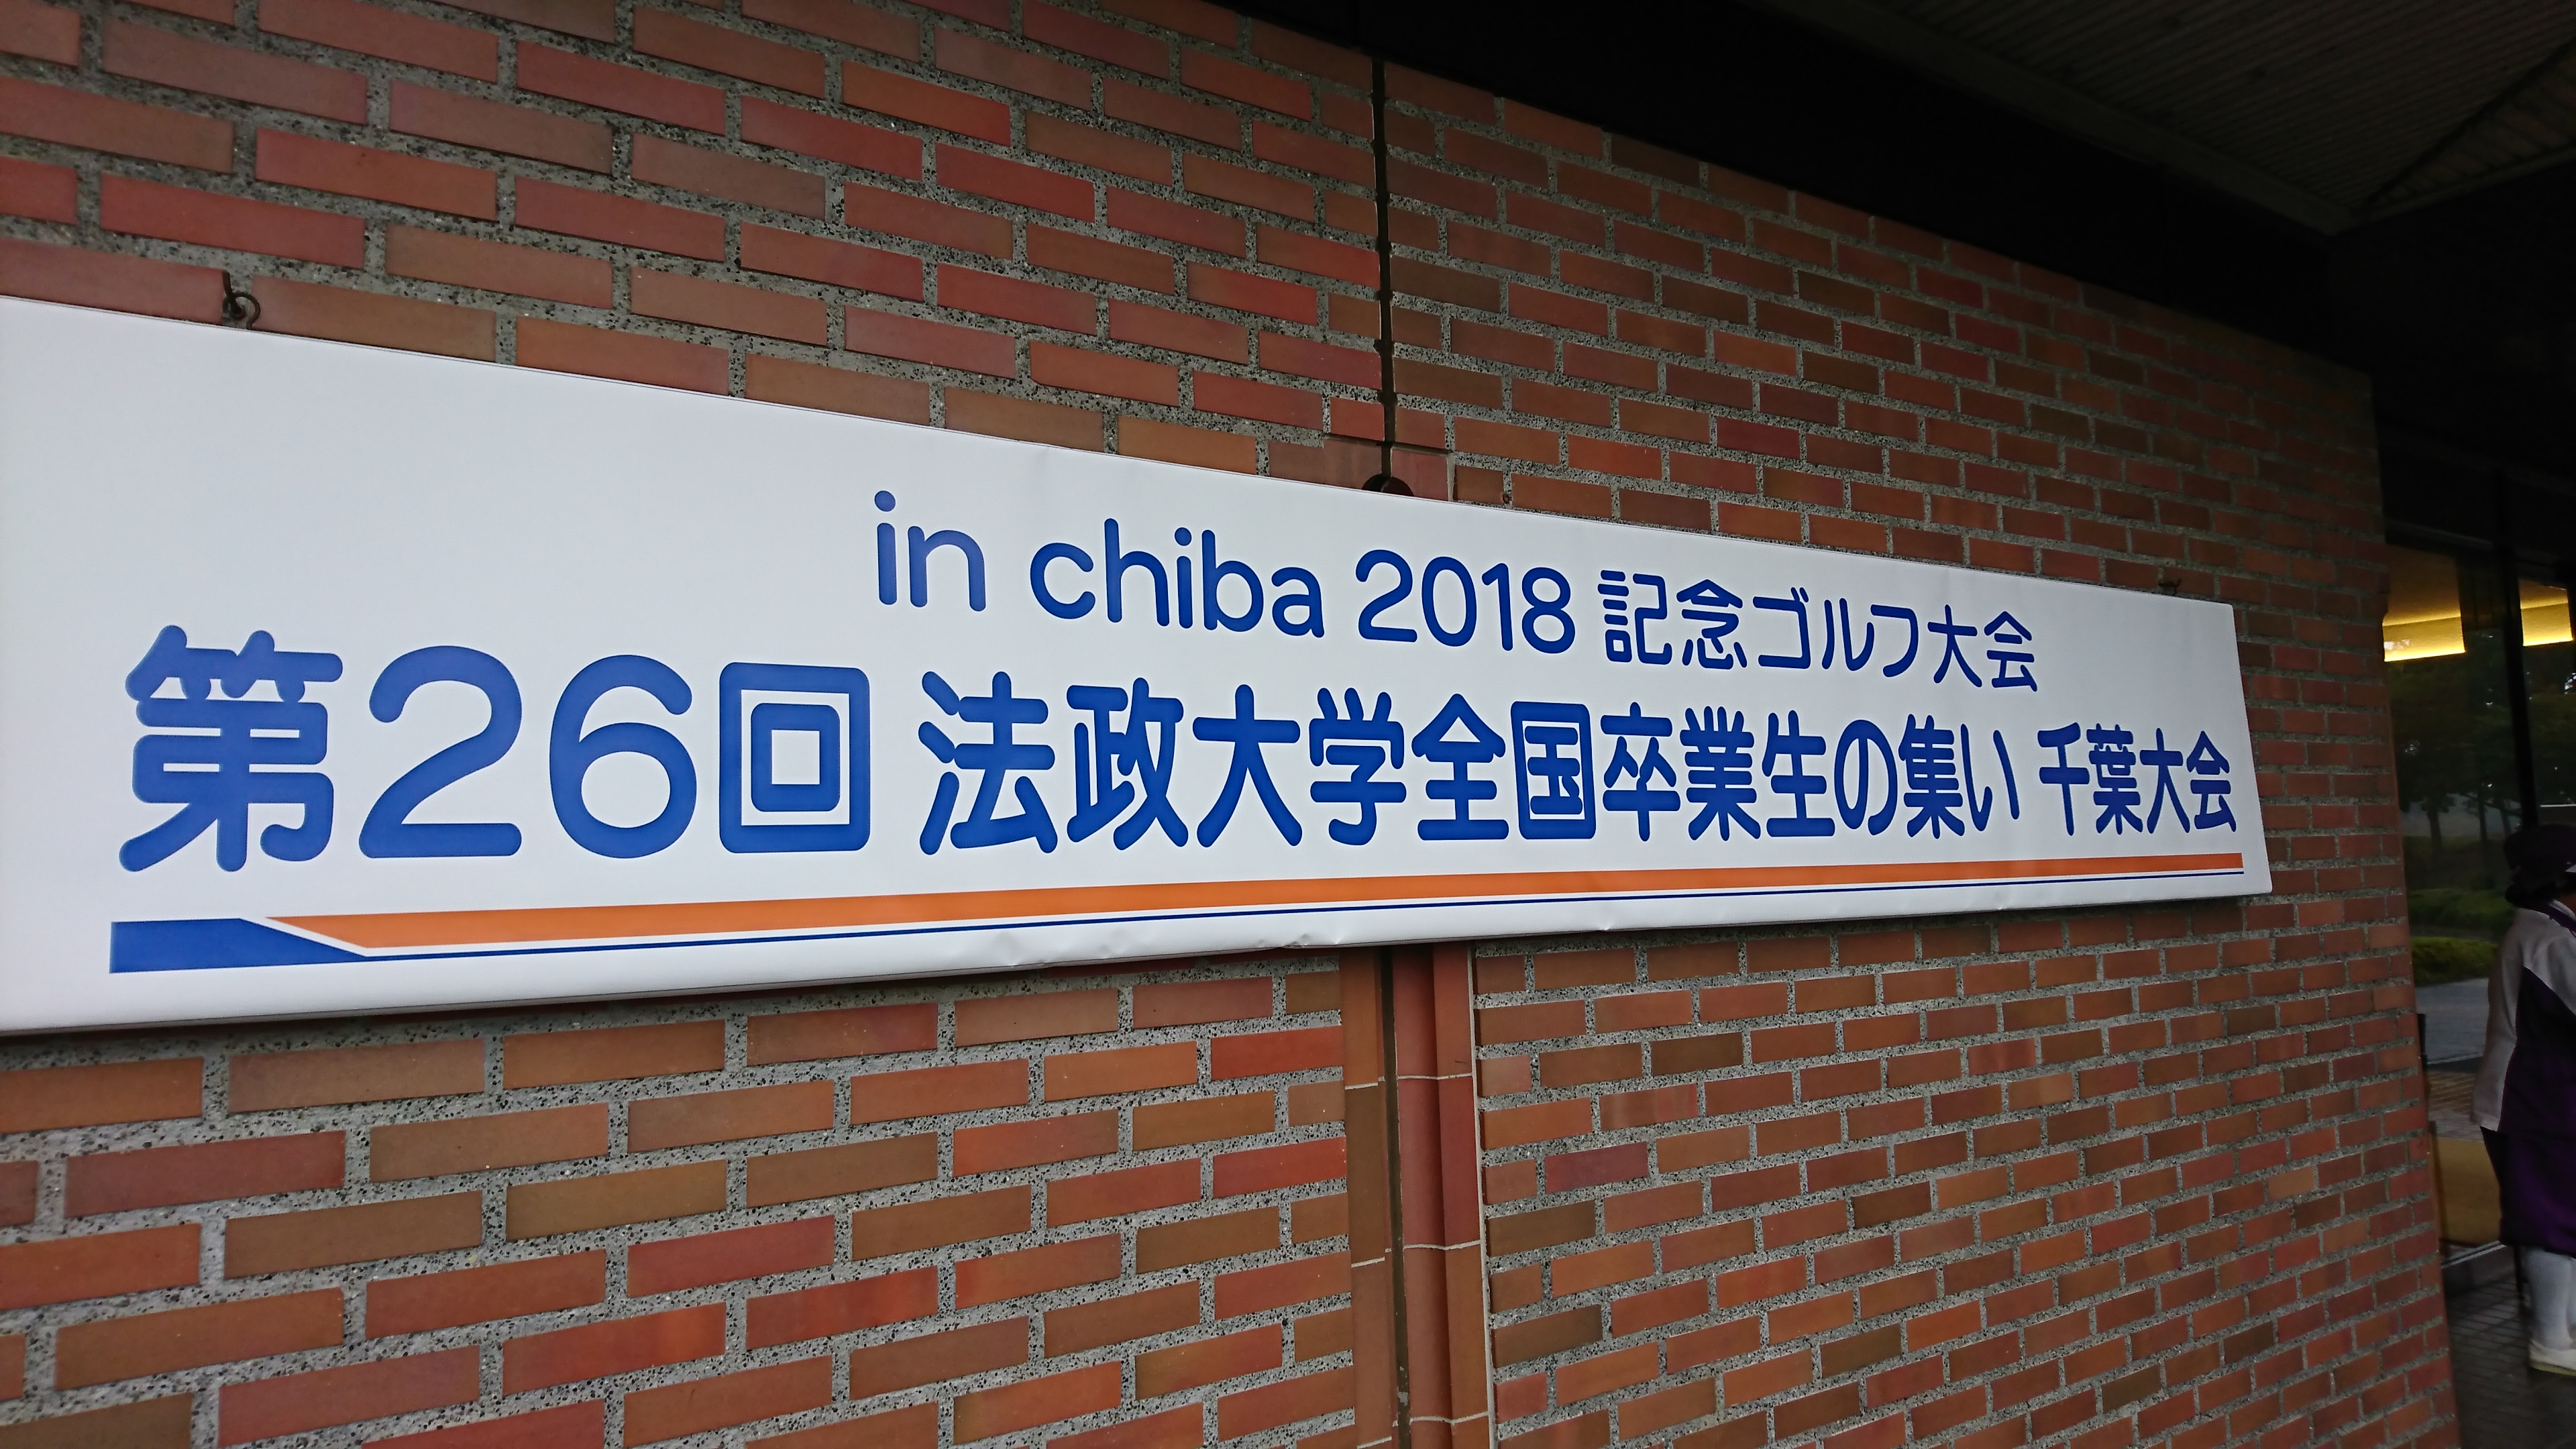 in chiba 2018 記念ゴルフ大会
第26回 法政大学全国卒業生の集い 千葉大会